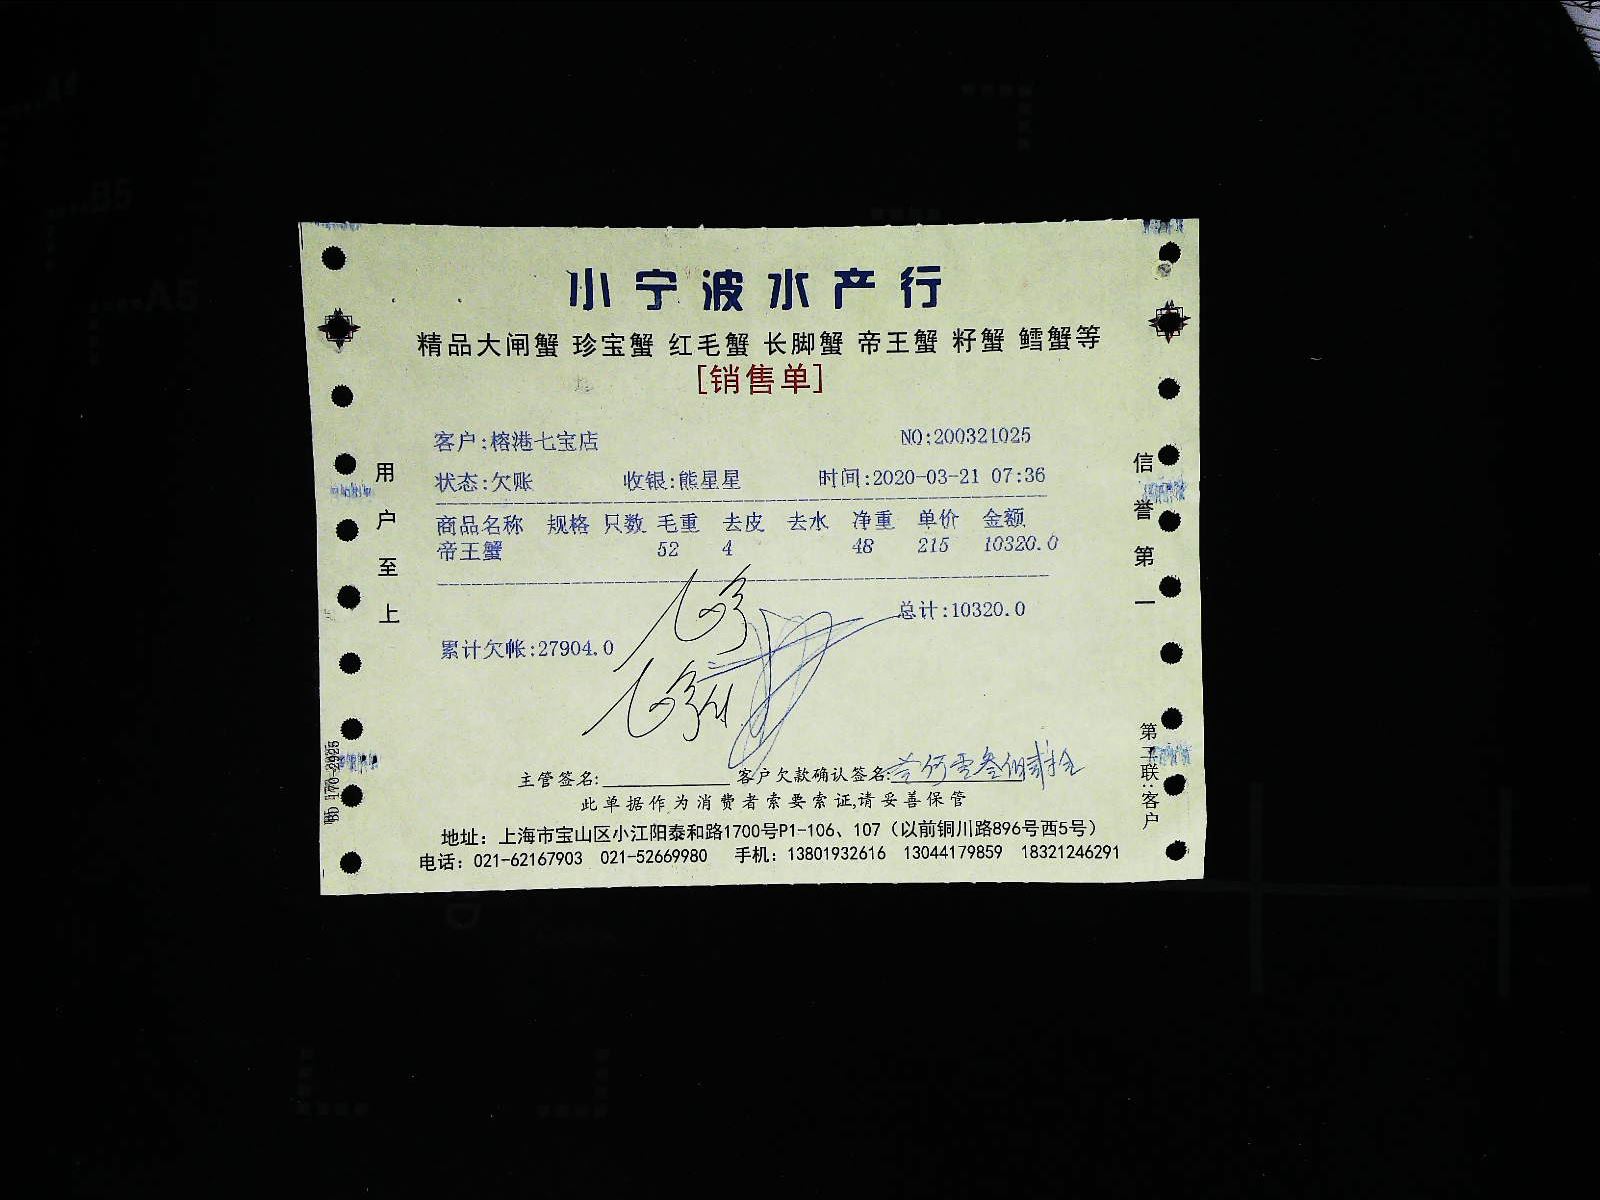 小宁波水产行
精品大闸蟹 珍宝蟹 红毛蟹 长脚蟹 帝王蟹 籽蟹 鳕蟹等
[销售单]
客户:榕港七宝店 NO:200321025
状态:欠账 收银:熊星星 时间:2020-03-21 07:36
商品名称 规格 只数 毛重 去皮 去水 净重 单价 金额
帝王蟹 52 4 48 215 10320.0
总计:10320.0
累计欠帐:27904.0
主管签名: 客户欠款确认签名:
此单据作为消费者索要索证,请妥善保管
地址：上海市宝山区小江阳泰和路1700号P1-106、107（以前铜川路896号西5号）
电话：021-62167903 021-52669980 手机：13801932616 13044179859 18321246291
用户至上
信誉第一
第二联:客户